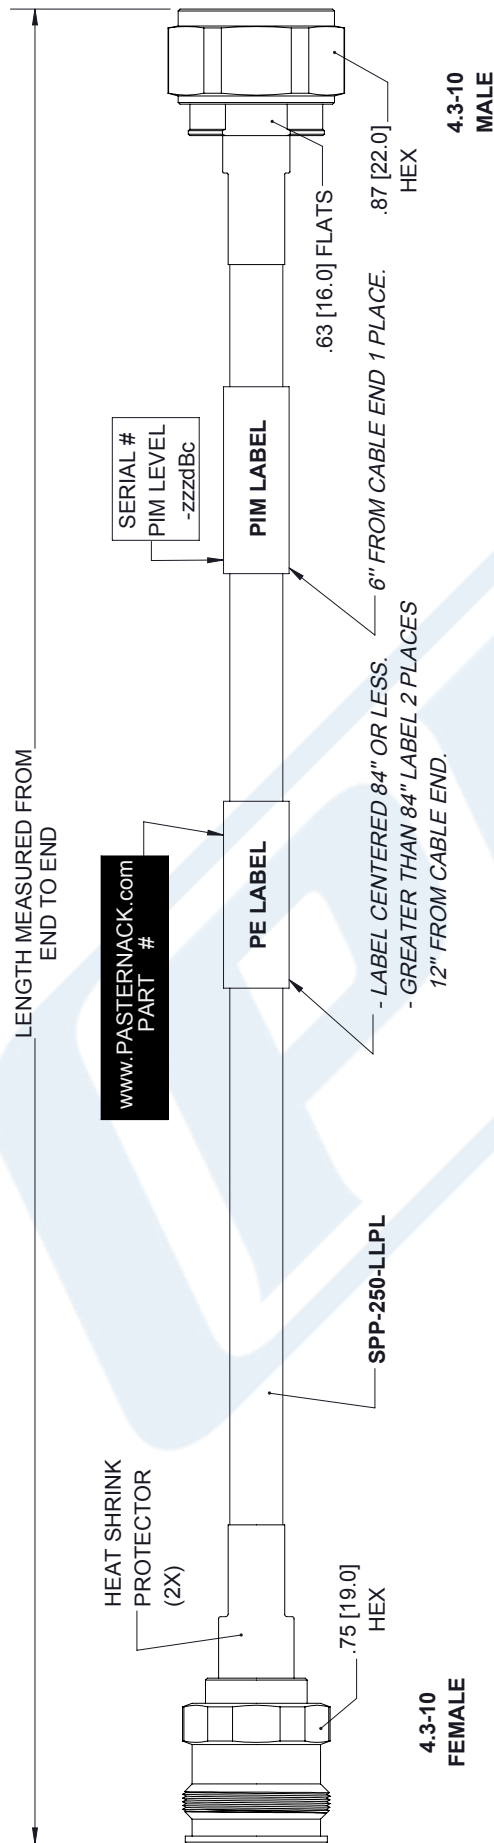 LENGTH MEASURED FROM
END TO END
HEAT SHRINK
PROTECTOR
(2X)
www.PASTERNACK.com
PART #
SERIAL #
PIM LEVEL
-zzzdBc
PE LABEL
PIM LABEL
.75 [19.0]
HEX
4.3-10
FEMALE
SPP-250-LLPL
- LABEL CENTERED 84" OR LESS.
- GREATER THAN 84" LABEL 2 PLACES
12" FROM CABLE END.
6" FROM CABLE END 1 PLACE.
.63 [16.0] FLATS
.87 [22.0]
HEX
4.3-10
MALE